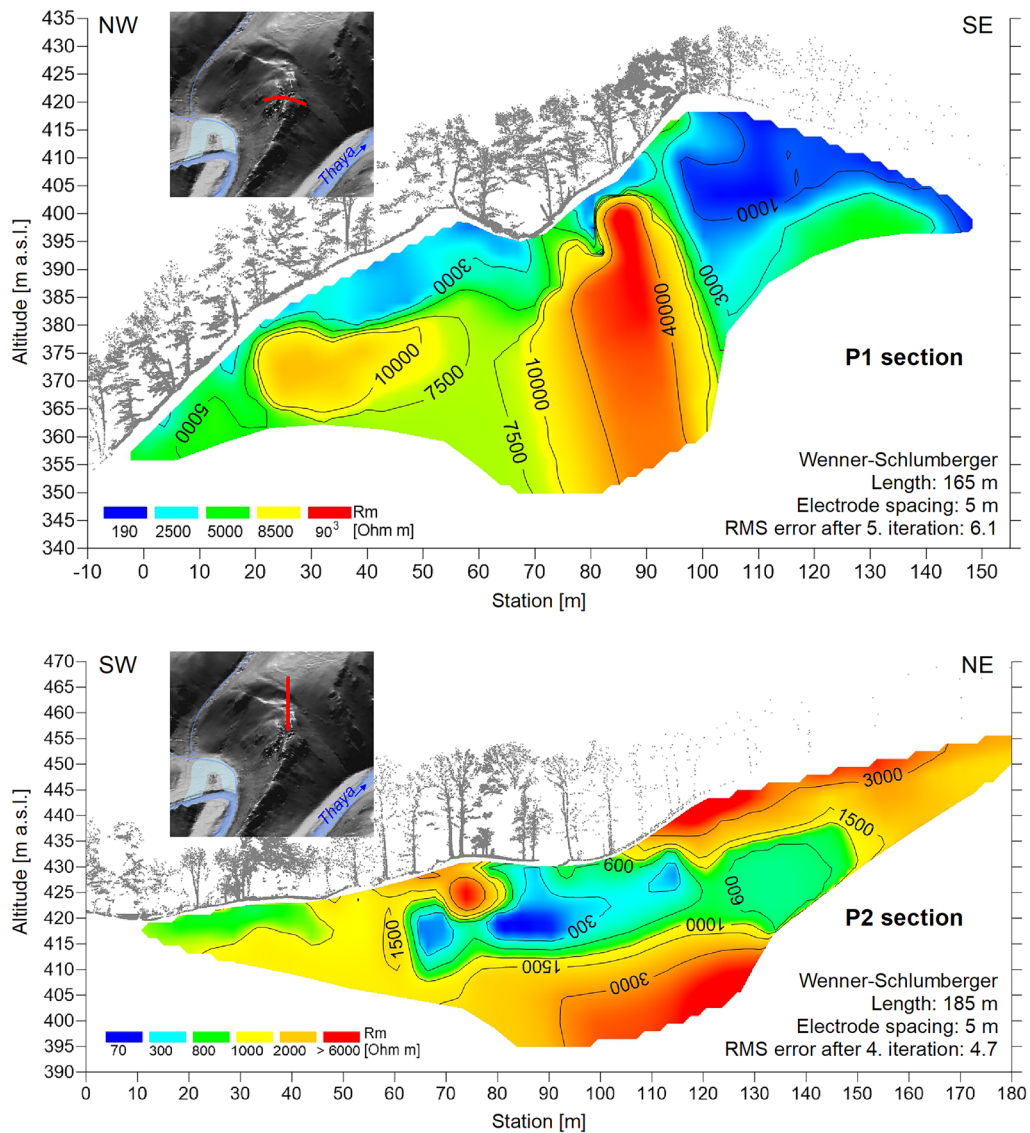 NW
SE
Thaya
435
430
425
420
415
410
405
400
395
390
385
380
375
370
365
360
355
350
345
340
Altitude [m a.s.l.]
3000
10000
7500
5000
7500
10000
40000
3000
1000
P1 section
Wenner-Schlumberger
Length: 165 m
Electrode spacing: 5 m
RMS error after 5. iteration: 6.1
190 2500 5000 8500 90³
Rm
[Ohm m]
-10 0 10 20 30 40 50 60 70 80 90 100 110 120 130 140 150
Station [m]
SW
NE
Thaya
470
465
460
455
450
445
440
435
430
425
420
415
410
405
400
395
390
Altitude [m a.s.l.]
3000
1500
600
600
300
1000
1500
1500
3000
P2 section
Wenner-Schlumberger
Length: 185 m
Electrode spacing: 5 m
RMS error after 4. iteration: 4.7
70 300 800 1000 2000 > 6000
Rm
[Ohm m]
0 10 20 30 40 50 60 70 80 90 100 110 120 130 140 150 160 170 180
Station [m]